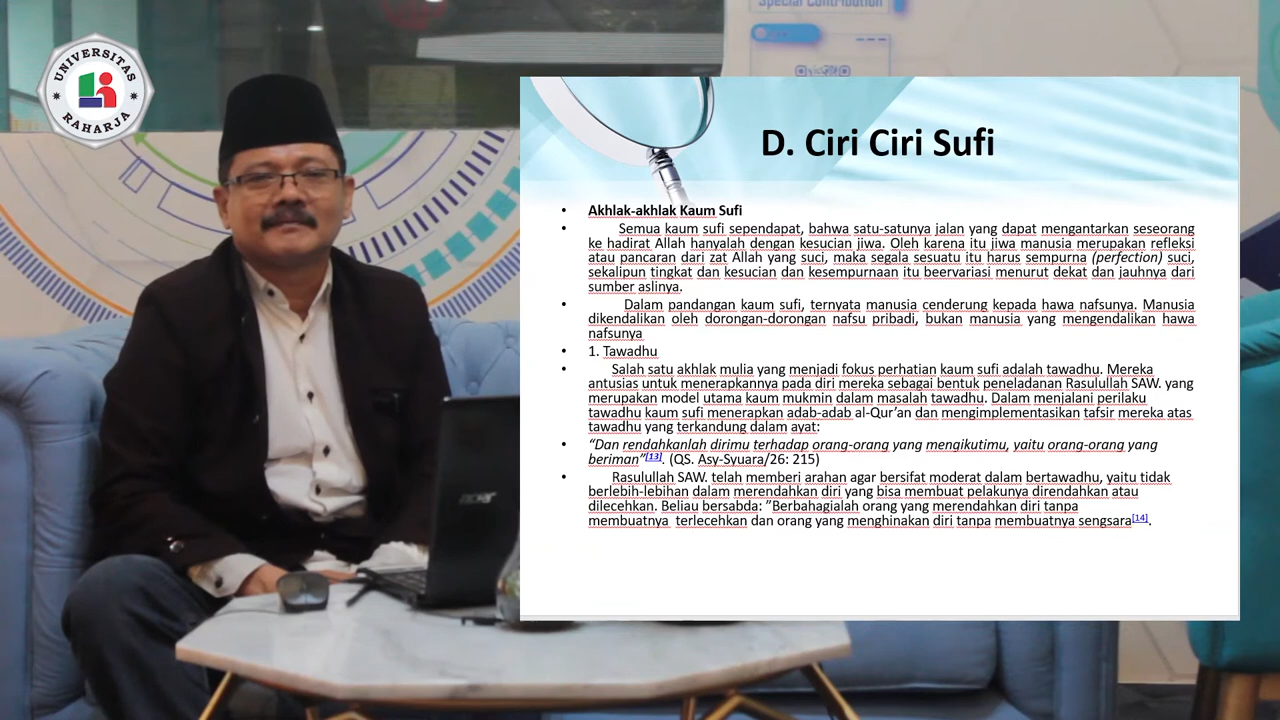 Special Contribution
UNIVERSITAS
RAHARJA
D. Ciri Ciri Sufi
• Akhlak-akhlak Kaum Sufi
• Semua kaum sufi sependapat, bahwa satu-satunya jalan yang dapat mengantarkan seseorang
ke hadirat Allah hanyalah dengan kesucian jiwa. Oleh karena itu jiwa manusia merupakan refleksi
atau pancaran dari zat Allah yang suci, maka segala sesuatu itu harus sempurna (perfection) suci,
sekalipun tingkat dan kesucian dan kesempurnaan itu beervariasi menurut dekat dan jauhnya dari
sumber aslinya.
• Dalam pandangan kaum sufi, ternyata manusia cenderung kepada hawa nafsunya. Manusia
dikendalikan oleh dorongan-dorongan nafsu pribadi, bukan manusia yang mengendalikan hawa
nafsunya
• 1. Tawadhu
• Salah satu akhlak mulia yang menjadi fokus perhatian kaum sufi adalah tawadhu. Mereka
antusias untuk menerapkannya pada diri mereka sebagai bentuk peneladanan Rasulullah SAW. yang
merupakan model utama kaum mukmin dalam masalah tawadhu. Dalam menjalani perilaku
tawadhu kaum sufi menerapkan adab-adab al-Qur’an dan mengimplementasikan tafsir mereka atas
tawadhu yang terkandung dalam ayat:
• “Dan rendahkanlah dirimu terhadap orang-orang yang mengikutimu, yaitu orang-orang yang
beriman”[13]. (QS. Asy-Syuara/26: 215)
• Rasulullah SAW. telah memberi arahan agar bersifat moderat dalam bertawadhu, yaitu tidak
berlebih-lebihan dalam merendahkan diri yang bisa membuat pelakunya direndahkan atau
dilecehkan. Beliau bersabda: ”Berbahagialah orang yang merendahkan diri tanpa
membuatnya terlecehkan dan orang yang menghinakan diri tanpa membuatnya sengsara[14].
acer